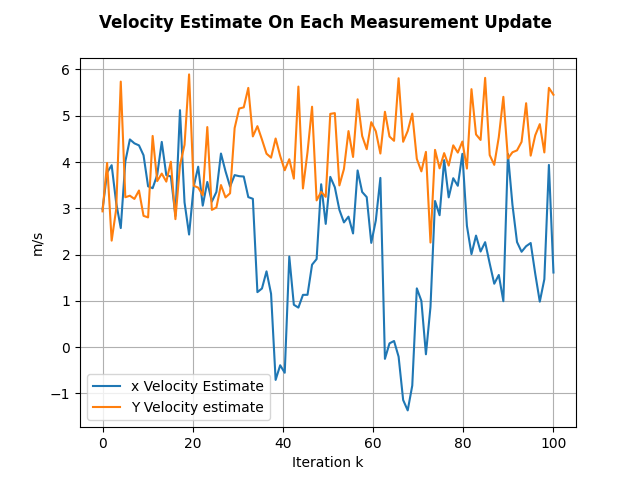 Velocity Estimate On Each Measurement Update
6
5
4
3
2
1
0
−1
m/s
x Velocity Estimate
Y Velocity estimate
0 20 40 60 80 100
Iteration k